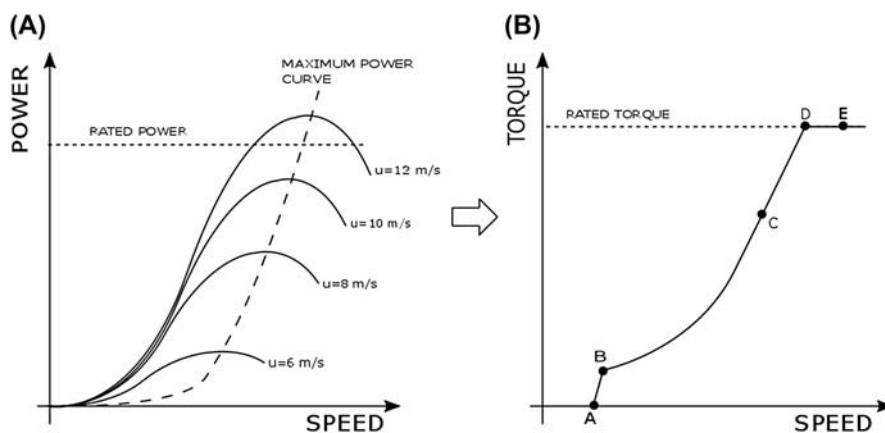 (A)
POWER
MAXIMUM POWER
CURVE
RATED POWER
u=12 m/s
u=10 m/s
u=8 m/s
u=6 m/s
SPEED
(B)
TORQUE
RATED TORQUE
D
E
C
B
A
SPEED